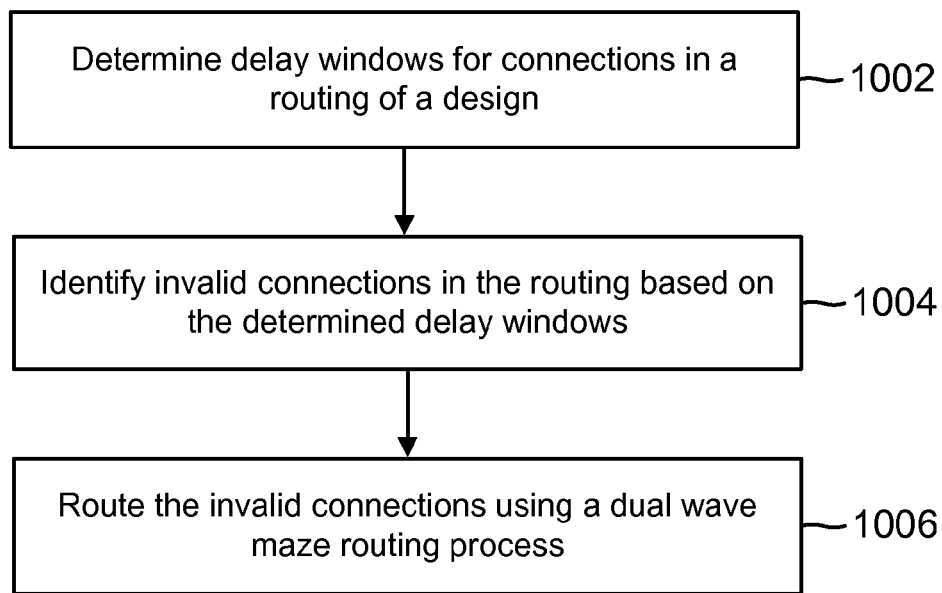 Determine delay windows for connections in a
routing of a design
1002
Identify invalid connections in the routing based on
the determined delay windows
1004
Route the invalid connections using a dual wave
maze routing process
1006